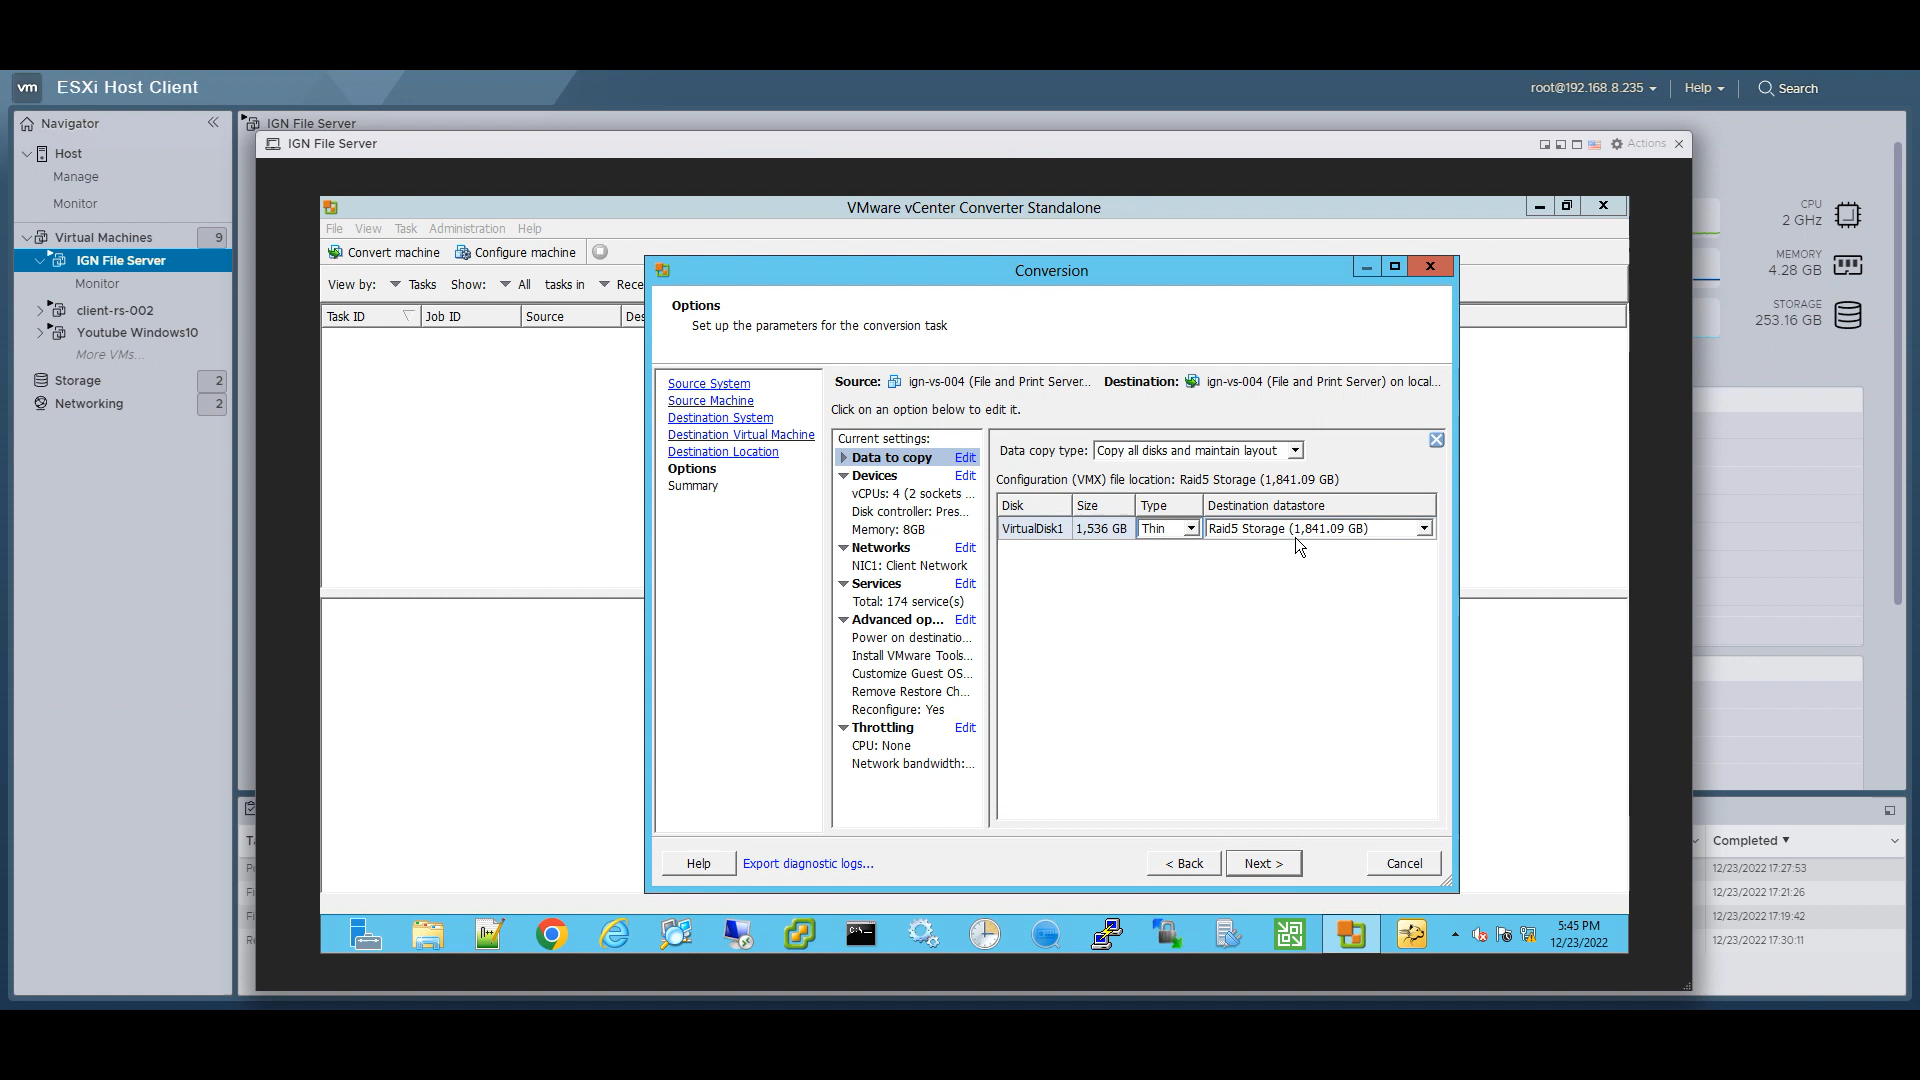 vm ESXi Host Client
root@192.168.8.235
Help
Search
Navigator
Host
Manage
Monitor
Virtual Machines 9
IGN File Server
Monitor
client-rs-002
Youtube Windows10
More VMs...
Storage 2
Networking 2
IGN File Server
IGN File Server
Actions
CPU
2 GHz
MEMORY
4.28 GB
STORAGE
253.16 GB
VMware vCenter Converter Standalone
File View Task Administration Help
Convert machine Configure machine
View by: Tasks Show: All tasks in Rece
Task ID Job ID Source Des
Conversion
Options
Set up the parameters for the conversion task
Source System
Source Machine
Destination System
Destination Virtual Machine
Destination Location
Options
Summary
Source: ign-vs-004 (File and Print Server... Destination: ign-vs-004 (File and Print Server) on local...
Click on an option below to edit it.
Current settings:
Data to copy Edit
Devices Edit
vCPUs: 4 (2 sockets ...
Disk controller: Pres...
Memory: 8GB
Networks Edit
NIC1: Client Network
Services Edit
Total: 174 service(s)
Advanced op... Edit
Power on destinatio...
Install VMware Tools...
Customize Guest OS...
Remove Restore Ch...
Reconfigure: Yes
Throttling Edit
CPU: None
Network bandwidth:...
Data copy type: Copy all disks and maintain layout
Configuration (VMX) file location: Raid5 Storage (1,841.09 GB)
Disk Size Type Destination datastore
VirtualDisk1 1,536 GB Thin Raid5 Storage (1,841.09 GB)
Help Export diagnostic logs... < Back Next > Cancel
5:45 PM
12/23/2022
Completed
12/23/2022 17:27:53
12/23/2022 17:21:26
12/23/2022 17:19:42
12/23/2022 17:30:11